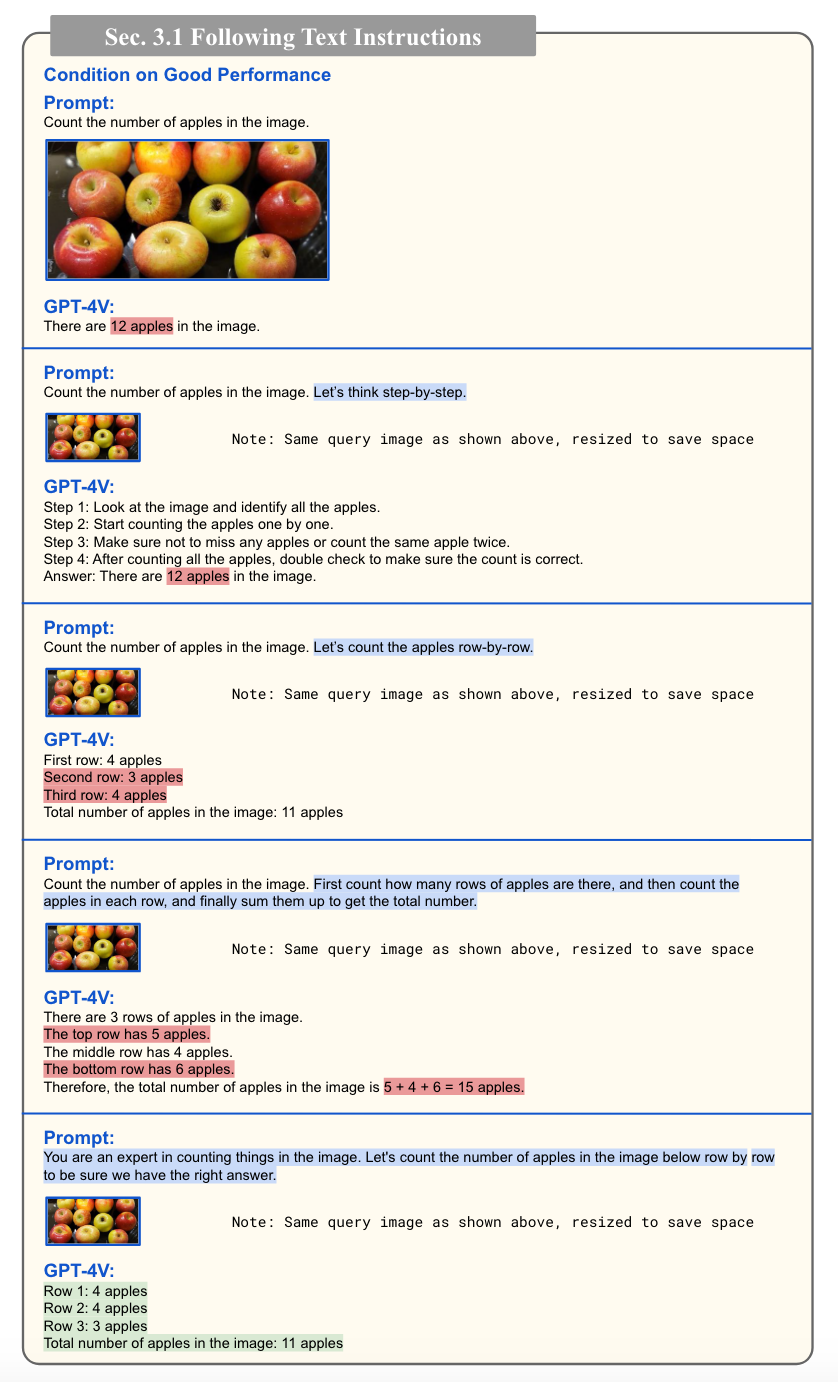 Sec. 3.1 Following Text Instructions
Condition on Good Performance
Prompt:
Count the number of apples in the image.
GPT-4V:
There are 12 apples in the image.
Prompt:
Count the number of apples in the image. Let's think step-by-step.
Note: Same query image as shown above, resized to save space
GPT-4V:
Step 1: Look at the image and identify all the apples.
Step 2: Start counting the apples one by one.
Step 3: Make sure not to miss any apples or count the same apple twice.
Step 4: After counting all the apples, double check to make sure the count is correct.
Answer: There are 12 apples in the image.
Prompt:
Count the number of apples in the image. Let's count the apples row-by-row.
Note: Same query image as shown above, resized to save space
GPT-4V:
First row: 4 apples
Second row: 3 apples
Third row: 4 apples
Total number of apples in the image: 11 apples
Prompt:
Count the number of apples in the image. First count how many rows of apples are there, and then count the
apples in each row, and finally sum them up to get the total number.
Note: Same query image as shown above, resized to save space
GPT-4V:
There are 3 rows of apples in the image.
The top row has 5 apples.
The middle row has 4 apples.
The bottom row has 6 apples.
Therefore, the total number of apples in the image is 5 + 4 + 6 = 15 apples.
Prompt:
You are an expert in counting things in the image. Let's count the number of apples in the image below row by row
to be sure we have the right answer.
Note: Same query image as shown above, resized to save space
GPT-4V:
Row 1: 4 apples
Row 2: 4 apples
Row 3: 3 apples
Total number of apples in the image: 11 apples